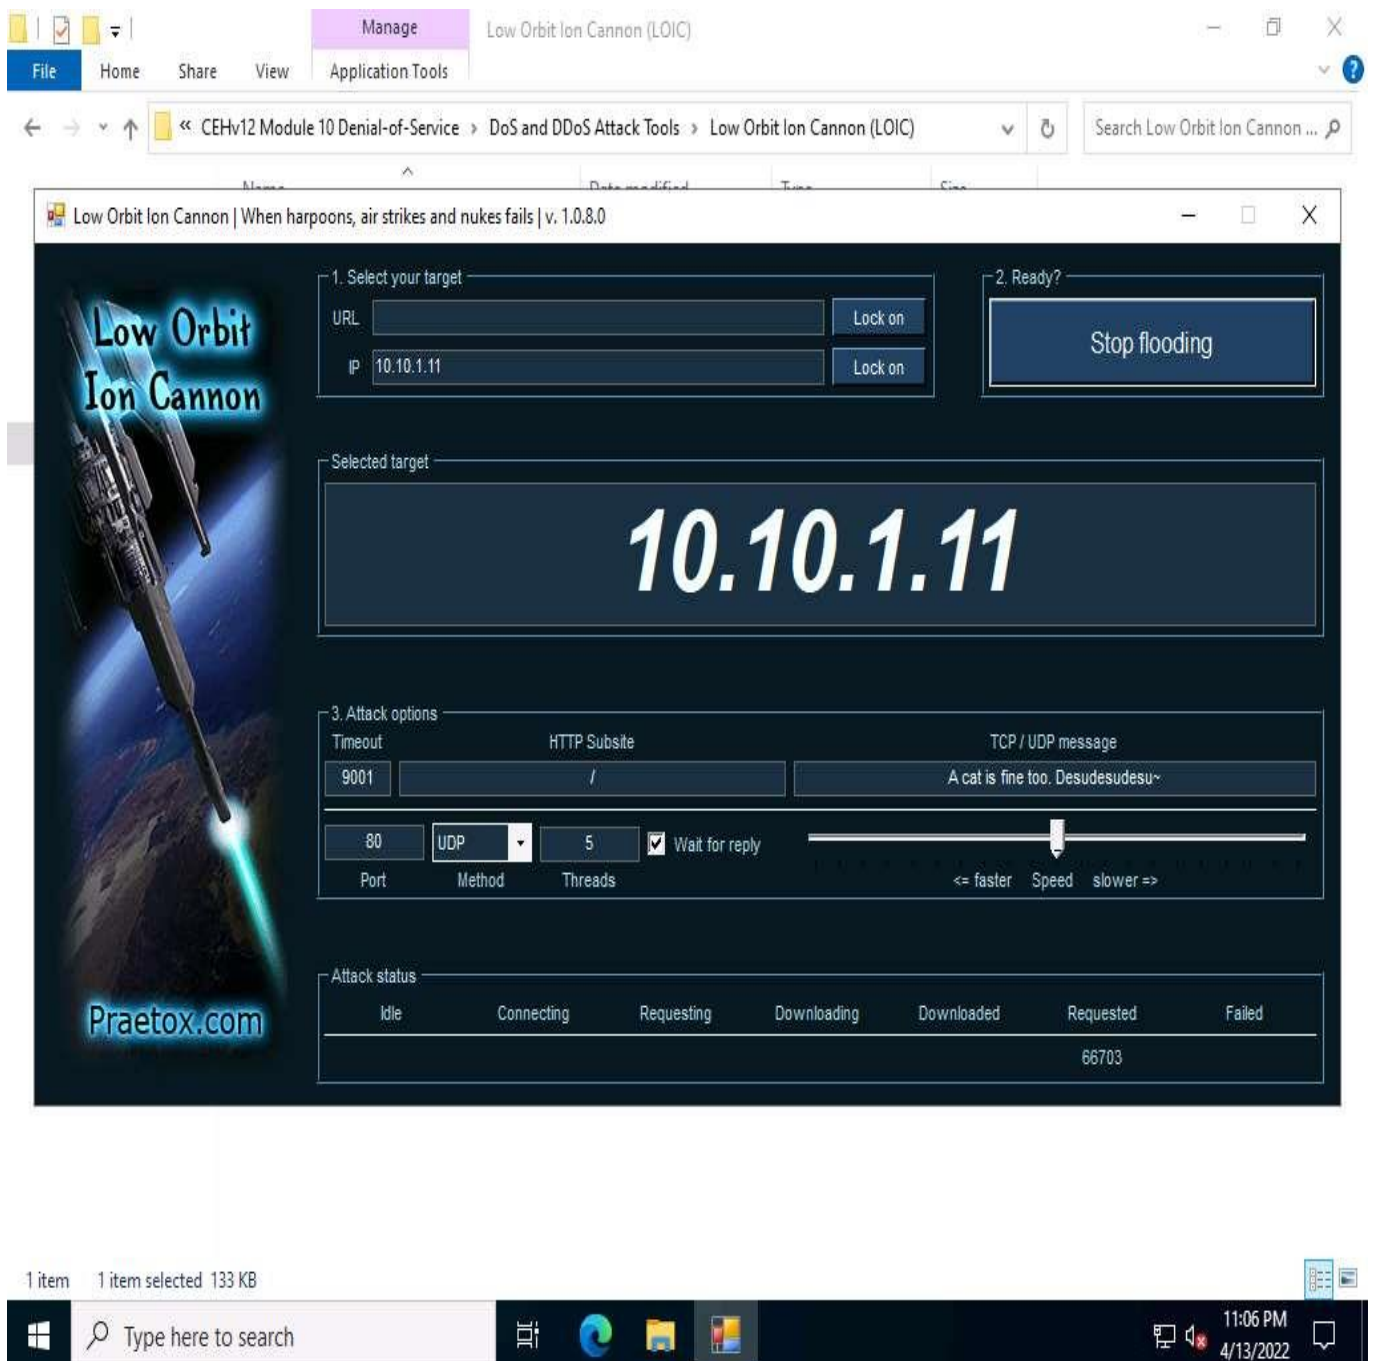 Manage Low Orbit Ion Cannon (LOIC)
File Home Share View Application Tools
« CEHv12 Module 10 Denial-of-Service › DoS and DDoS Attack Tools › Low Orbit Ion Cannon (LOIC) Search Low Orbit Ion Cannon ...
Name Date modified Type Size
Low Orbit Ion Cannon | When harpoons, air strikes and nukes fails | v. 1.0.8.0
Low Orbit
Ion Cannon
Praetox.com
1. Select your target
URL Lock on
IP 10.10.1.11 Lock on
2. Ready?
Stop flooding
Selected target
10.10.1.11
3. Attack options
Timeout HTTP Subsite TCP / UDP message
9001 / A cat is fine too. Desudesudesu~
80 UDP 5 Wait for reply
Port Method Threads <= faster Speed slower =>
Attack status
Idle Connecting Requesting Downloading Downloaded Requested Failed
66703
1 item 1 item selected 133 KB
Type here to search
11:06 PM
4/13/2022